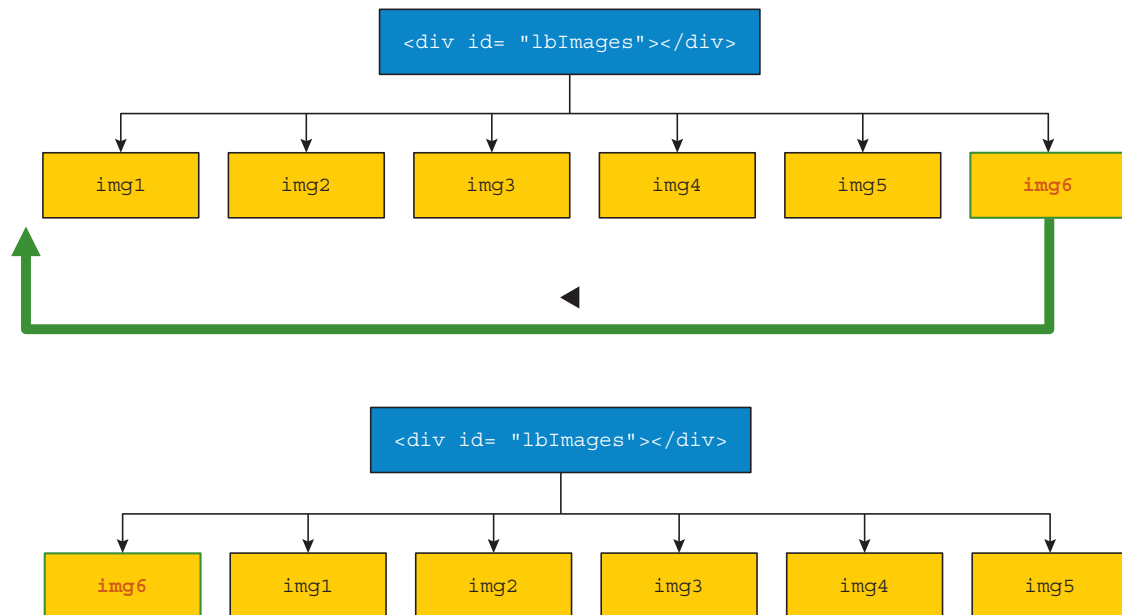 <div id= "lbImages"></div>
img1 img2 img3 img4 img5 img6
<div id= "lbImages"></div>
img6 img1 img2 img3 img4 img5